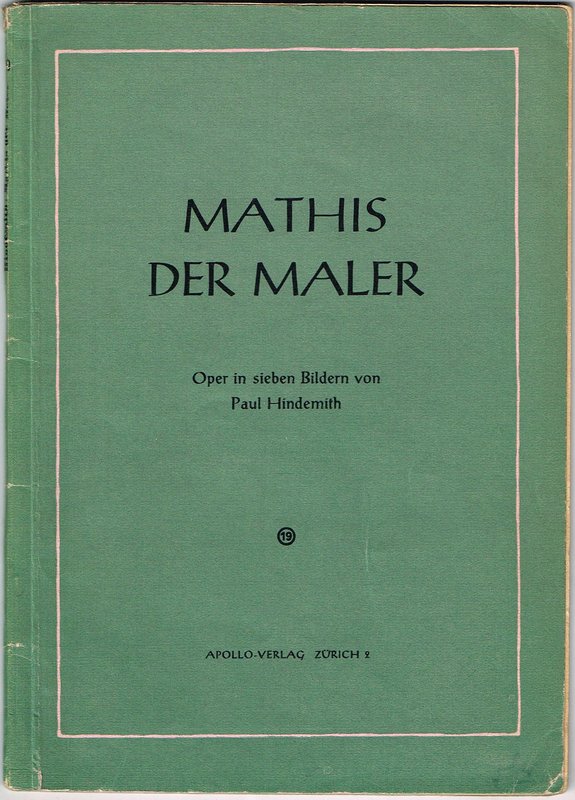 MATHIS
DER MALER
Oper in sieben Bildern von
Paul Hindemith
19
APOLLO-VERLAG ZÜRICH 2